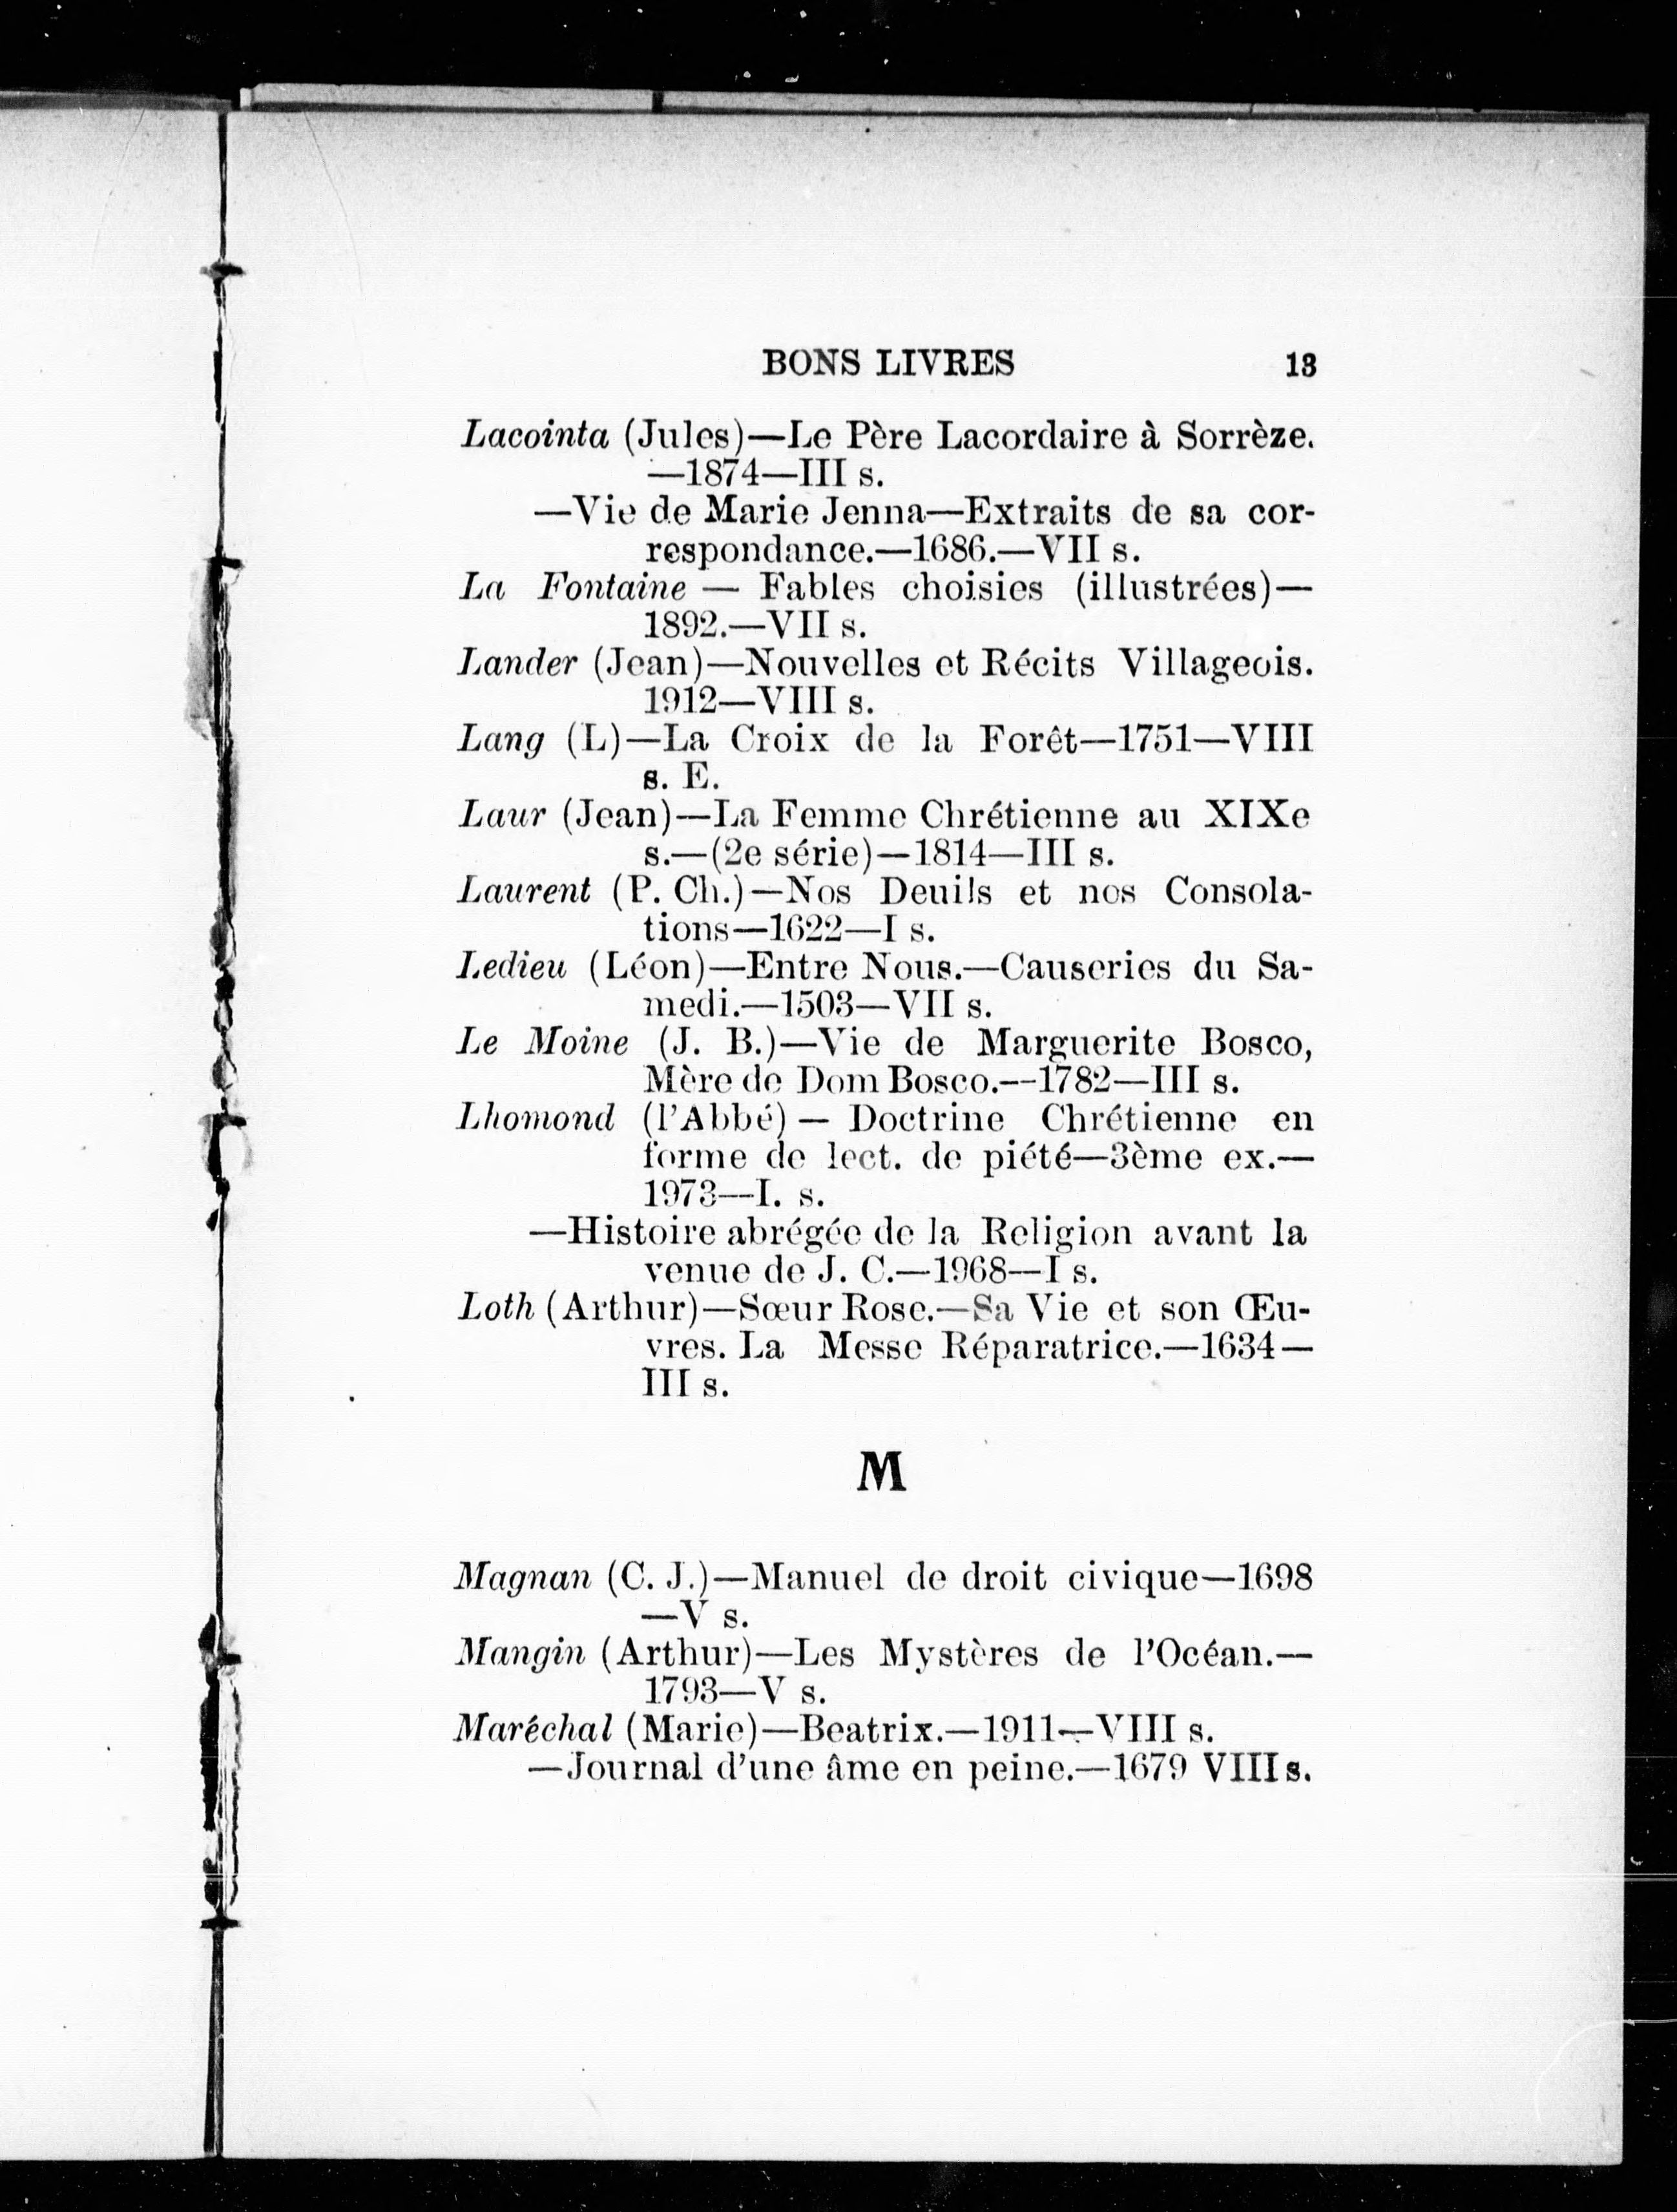 BONS LIVRES 13
Lacointa (Jules)—Le Père Lacordaire à Sorrèze.
—1874—III s.
—Vie de Marie Jenna—Extraits de sa cor-
respondance.—1686.—VII s.
La Fontaine — Fables choisies (illustrées)—
1892.—VII s.
Lander (Jean)—Nouvelles et Récits Villageois.
1912—VIII s.
Lang (L)—La Croix de la Forêt—1751—VIII
s. E.
Laur (Jean)—La Femme Chrétienne au XIXe
s.—(2e série)—1814—III s.
Laurent (P. Ch.)—Nos Deuils et nos Consola-
tions—1622—I s.
Ledieu (Léon)—Entre Nous.—Causeries du Sa-
medi.—1503—VII s.
Le Moine (J. B.)—Vie de Marguerite Bosco,
Mère de Dom Bosco.—1782—III s.
Lhomond (l'Abbé) — Doctrine Chrétienne en
forme de lect. de piété—3ème ex.—
1973—I. s.
—Histoire abrégée de la Religion avant la
venue de J. C.—1968—I s.
Loth (Arthur)—Sœur Rose.—Sa Vie et son Œu-
vres. La Messe Réparatrice.—1634—
III s.
M
Magnan (C. J.)—Manuel de droit civique—1698
—V s.
Mangin (Arthur)—Les Mystères de l'Océan.—
1793—V s.
Maréchal (Marie)—Beatrix.—1911—VIII s.
—Journal d'une âme en peine.—1679 VIII s.